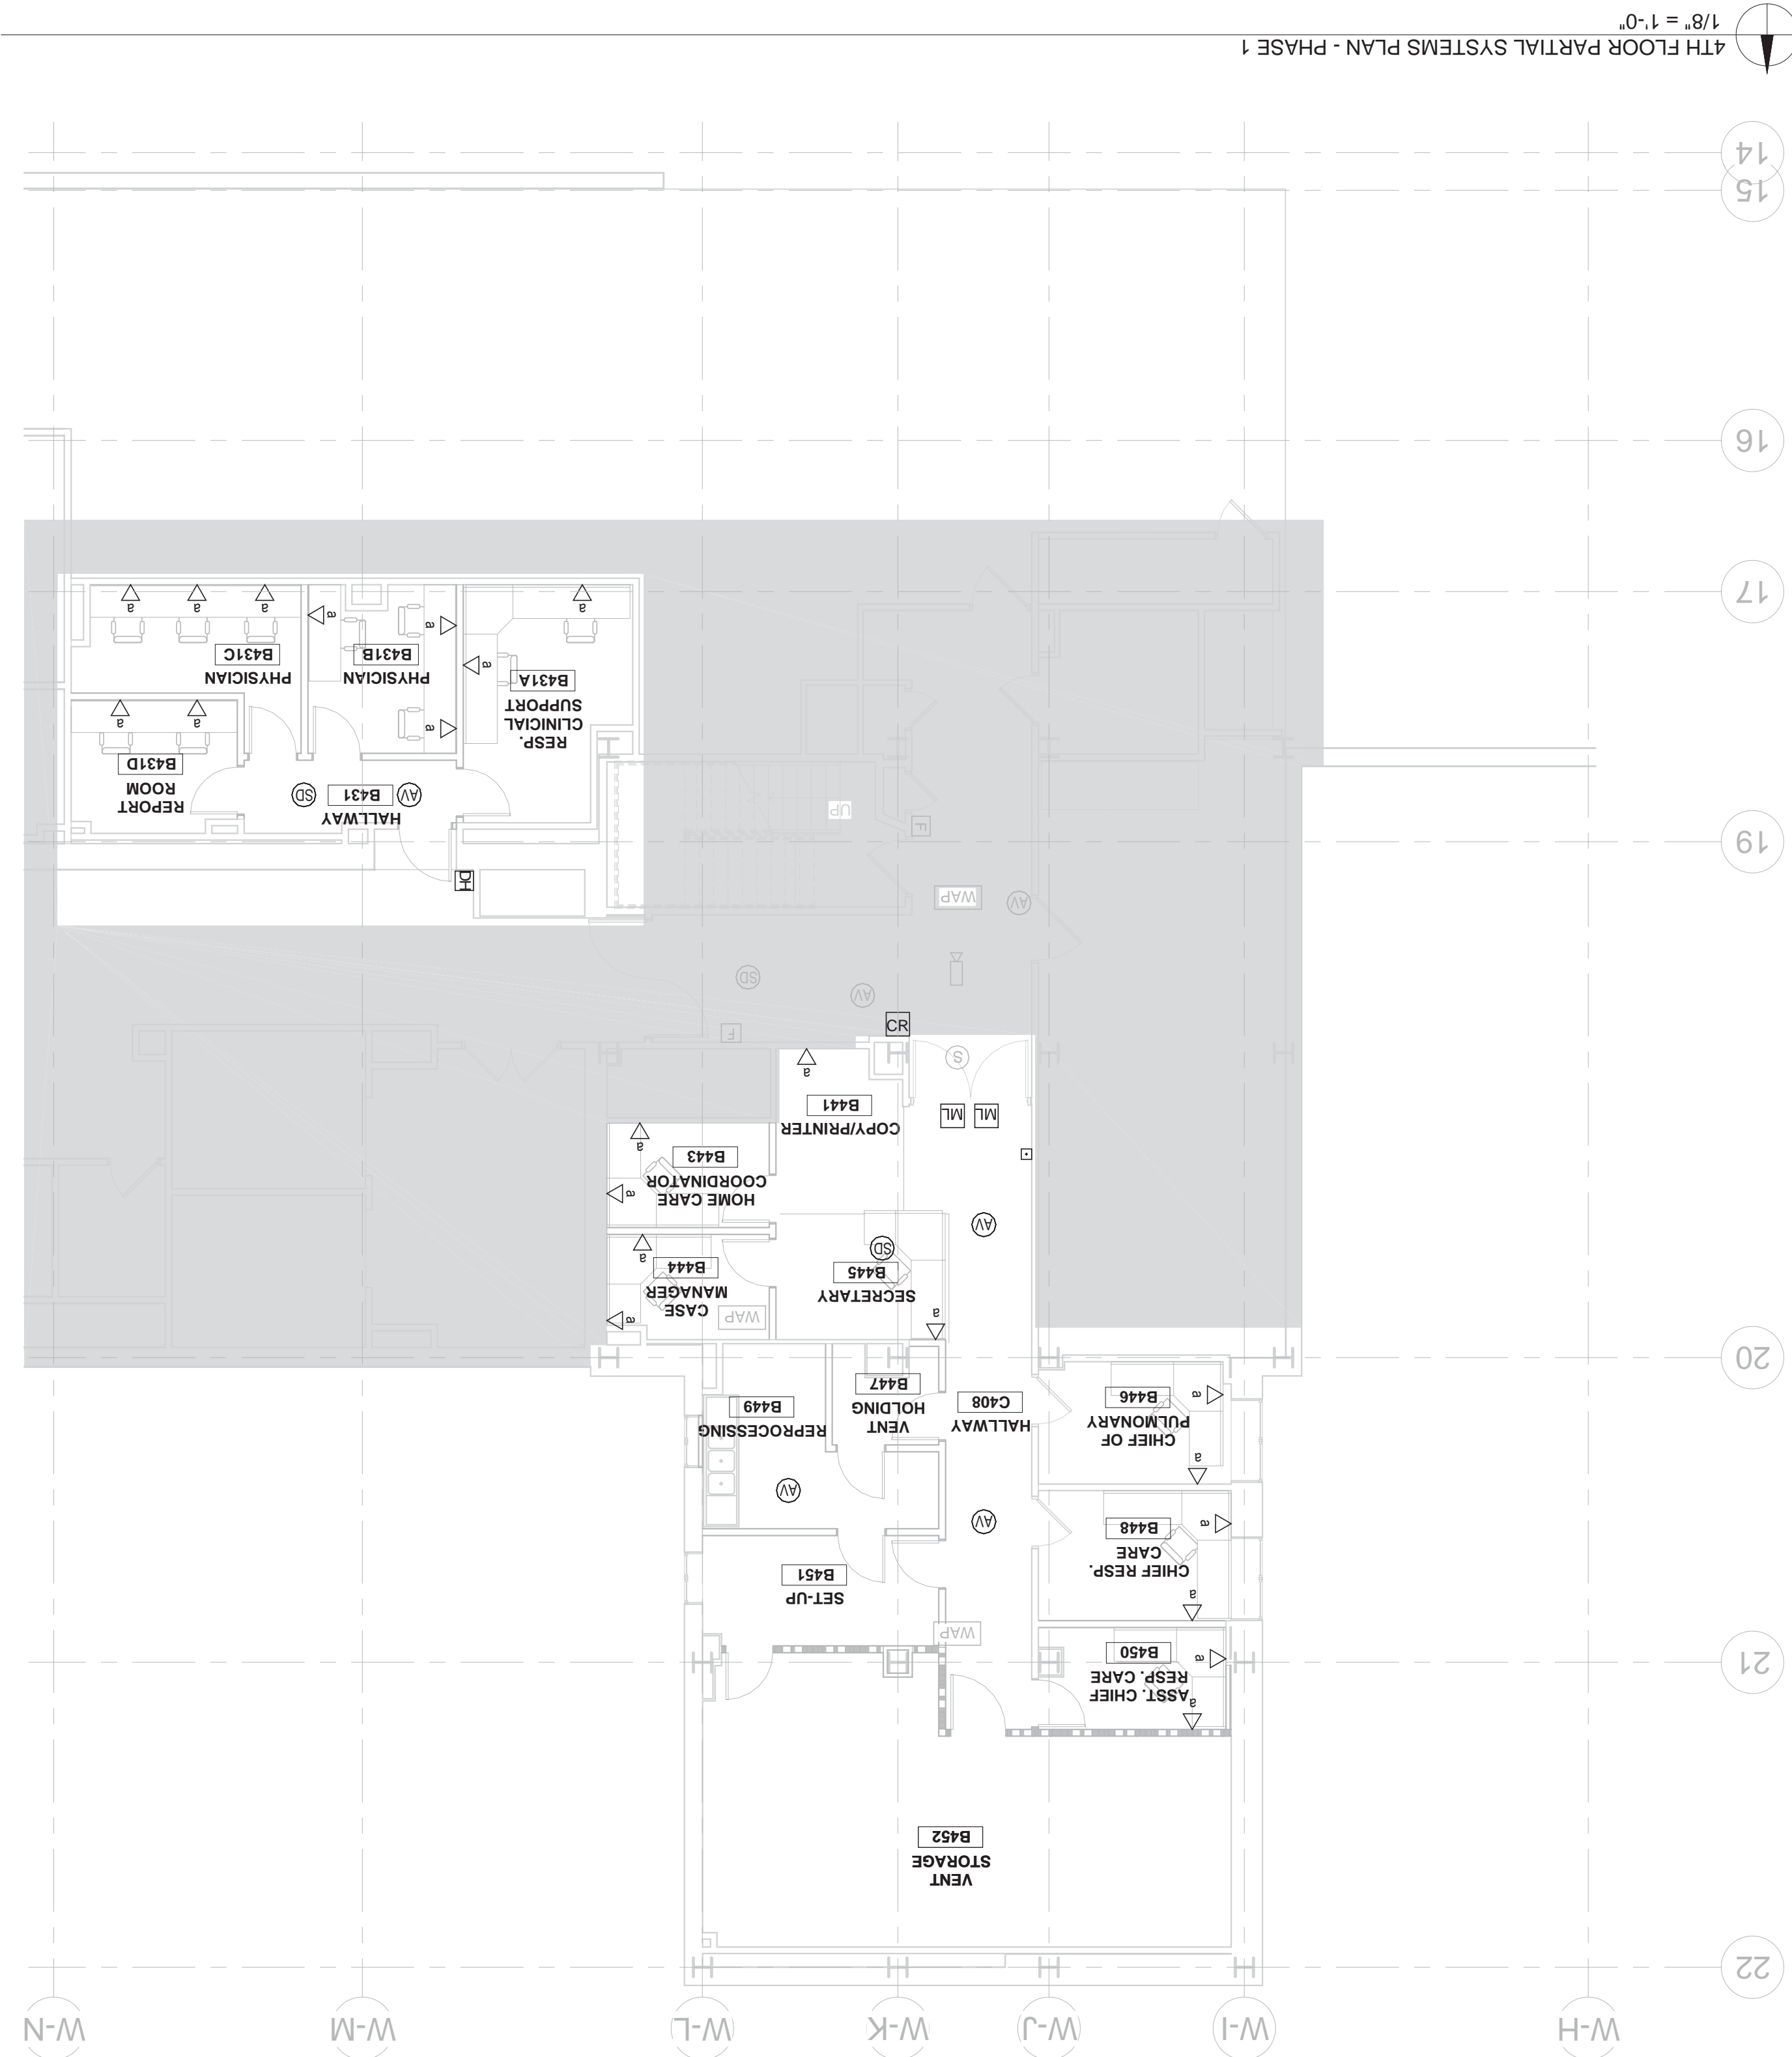 W-H
W-I
W-J
W-K
W-L
W-M
W-N
22
VENT
STORAGE
B452
a
ASST. CHIEF
RESP. CARE
B450
a
21
WAP
a
CHIEF RESP.
CARE
B448
a
SET-UP
B451
AV
AV
a
CHIEF OF
PULMONARY
B446
a
HALLWAY
C408
VENT
HOLDING
B447
REPROCESSING
B449
20
a
SECRETARY
B445
SD
WAP
CASE
MANAGER
B444
a
a
AV
HOME CARE
COORDINATOR
B443
a
a
ML
ML
COPY/PRINTER
B441
a
S
CR
F
AV
SD
AV
WAP
DH
19
F
UP
HALLWAY
B431
AV
SD
REPORT
ROOM
B431D
a
a
RESP.
CLINICIAL
SUPPORT
B431A
a
a
PHYSICIAN
B431B
a
a
a
PHYSICIAN
B431C
a
a
a
17
16
15
14
4TH FLOOR PARTIAL SYSTEMS PLAN - PHASE 1
1/8" = 1'-0"